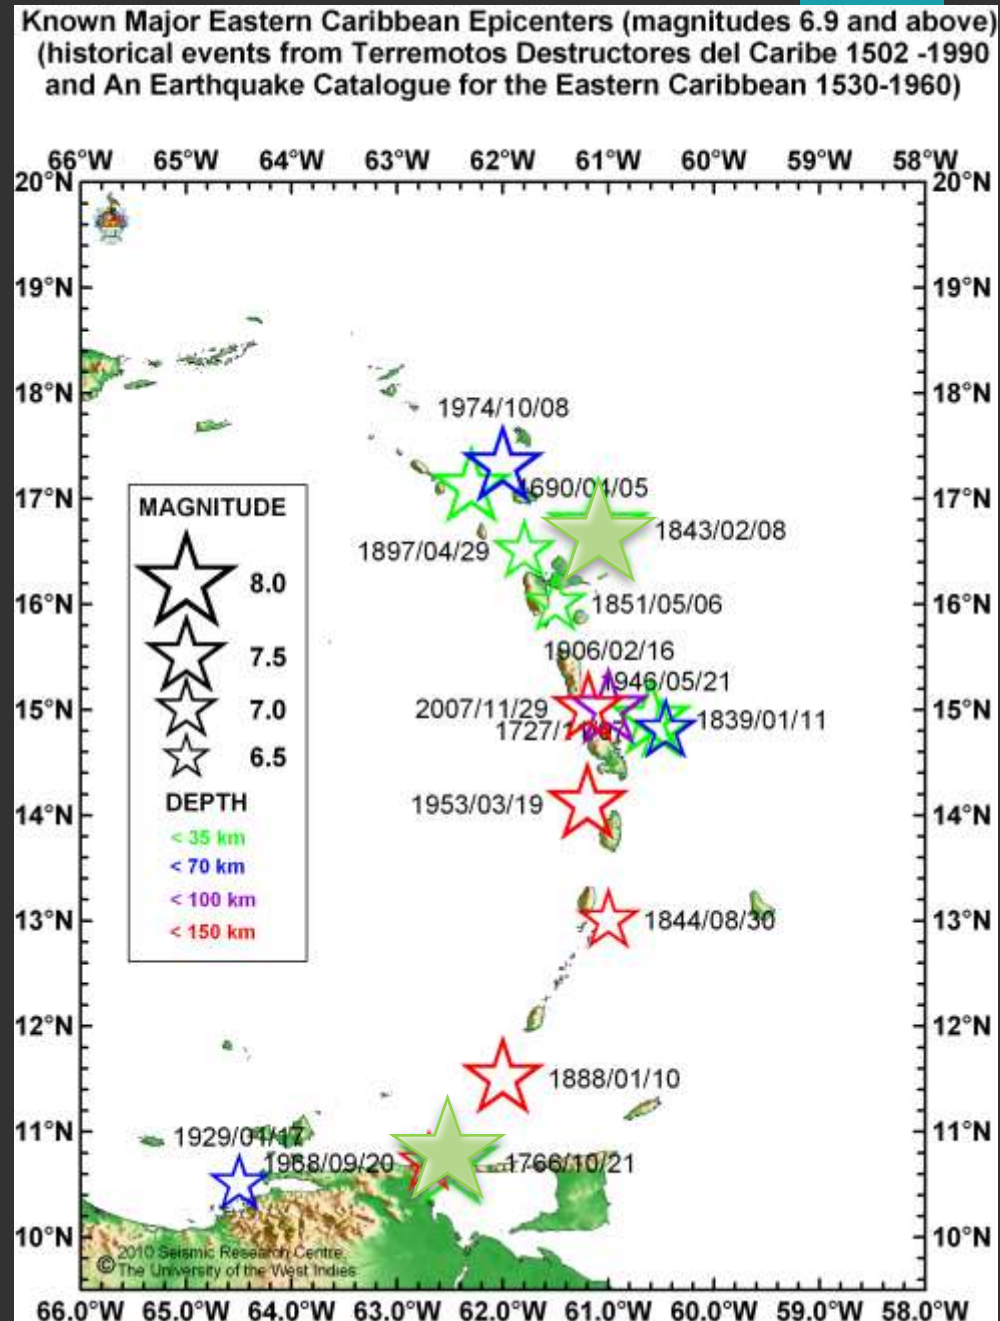 Known Major Eastern Caribbean Epicenters (magnitudes 6.9 and above)
(historical events from Terremotos Destructores del Caribe 1502 -1990
and An Earthquake Catalogue for the Eastern Caribbean 1530-1960)
66°W 65°W 64°W 63°W 62°W 61°W 60°W 59°W 58°W
20°N 20°N
19°N 19°N
18°N 18°N
1974/10/08
17°N 1690/04/05 17°N
MAGNITUDE
1843/02/08
1897/04/29
8.0
16°N 1851/05/06 16°N
7.5
1906/02/16
1946/05/21
15°N 2007/11/29 1839/01/11 15°N
7.0
1727/
6.5
DEPTH
14°N 1953/03/19 14°N
< 35 km
< 70 km
< 100 km
13°N 1844/08/30 13°N
< 150 km
12°N 12°N
1888/01/10
11°N 11°N
1929/01/17
1968/09/20 1766/10/21
10°N 10°N
© 2010 Seismic Research Centre,
The University of the West Indies
66.0°W 65.0°W 64.0°W 63.0°W 62.0°W 61.0°W 60.0°W 59.0°W 58.0°W